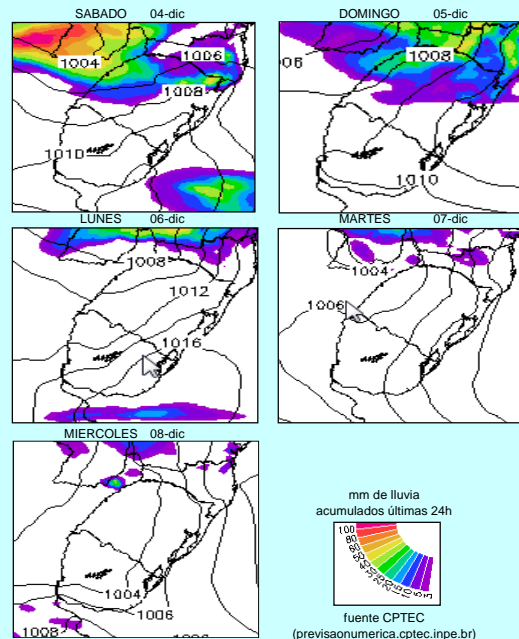 SABADO 04-dic
DOMINGO 05-dic
1004
1006
1008
1010
1008
1010
LUNES 06-dic
MARTES 07-dic
1008
1012
1016
1004
1006
MIERCOLES 08-dic
1004
1006
1008
mm de lluvia
acumulados últimas 24h
100
fuente CPTEC
(previsaonumerica.cptec.inpe.br)